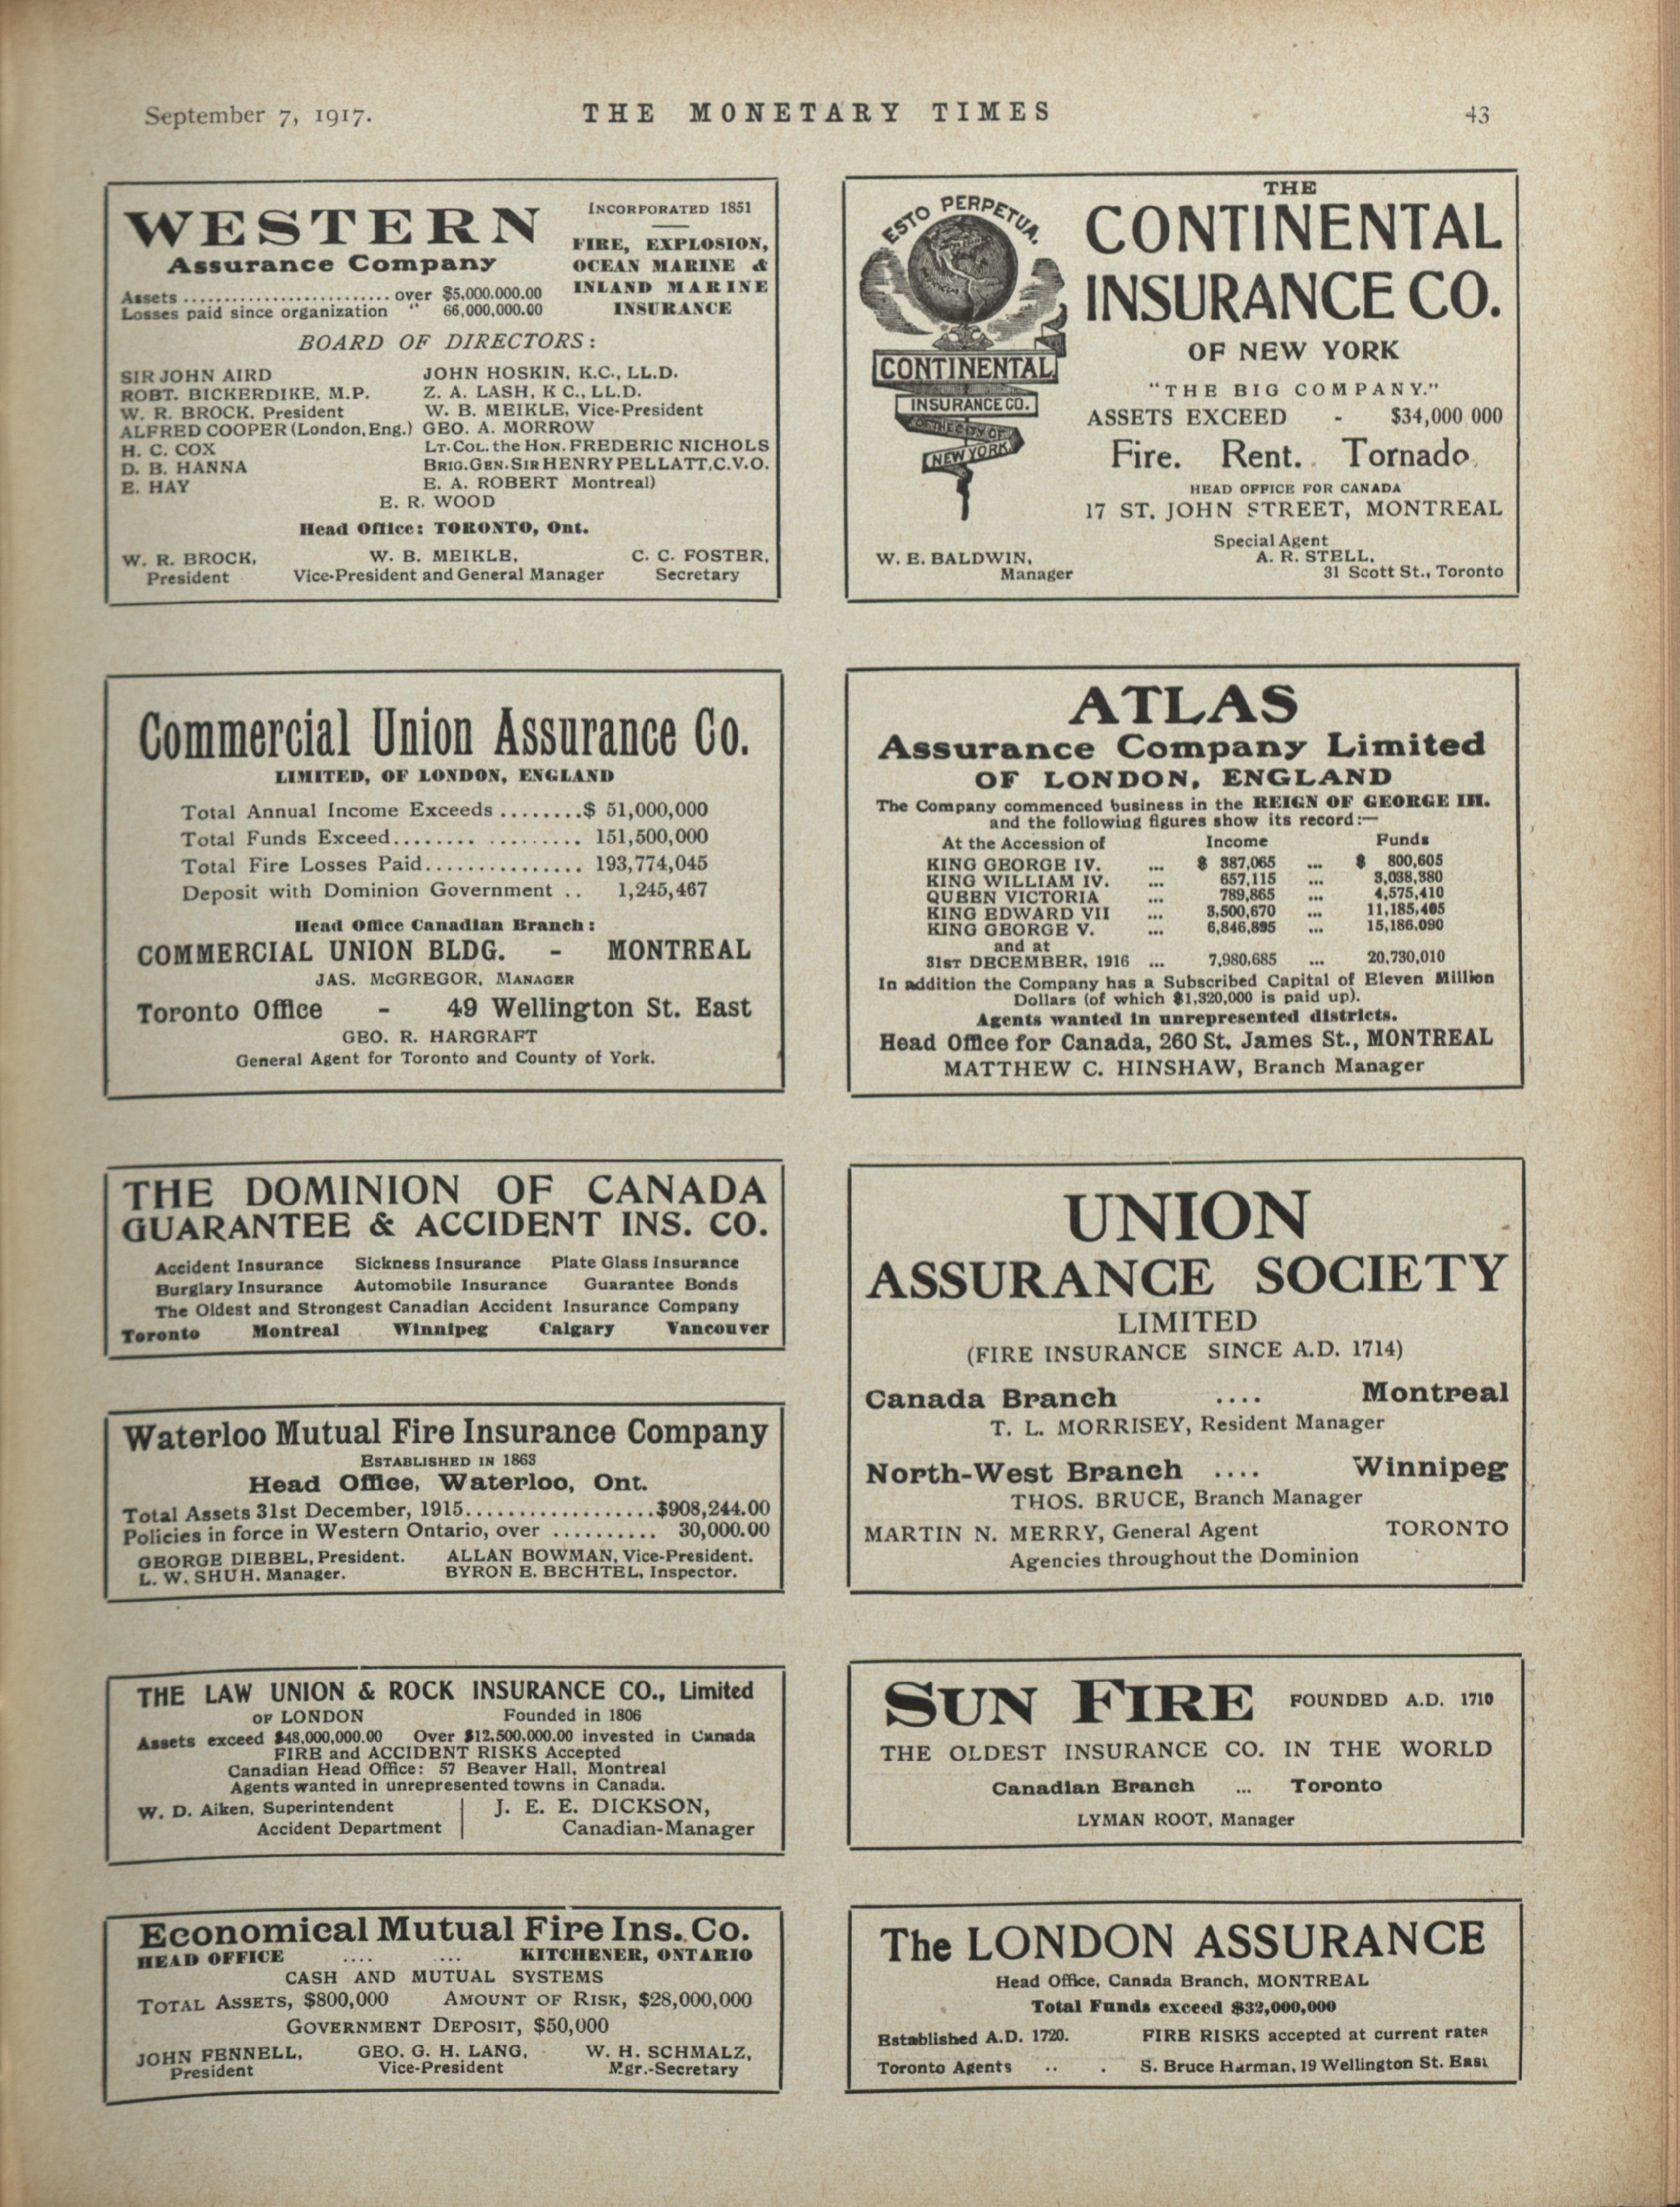 September 7, 1917.
THE MONETARY TIMES
43
WESTERN
Assurance Company
INCORPORATED 1851
FIRE, EXPLOSION,
OCEAN MARINE &
INLAND MARINE
INSURANCE
Assets .......................... over $5,000.000.00
Losses paid since organization " 66,000,000.00
BOARD OF DIRECTORS:
SIR JOHN AIRD
ROBT. BICKERDIKE, M.P.
W. R. BROCK, President
ALFRED COOPER (London, Eng.)
H. C. COX
D. B. HANNA
E. HAY
JOHN HOSKIN, K.C., LL.D.
Z. A. LASH, K C., LL.D.
W. B. MEIKLE, Vice-President
GEO. A. MORROW
LT. COL. the HON. FREDERIC NICHOLS
BRIG.GEN. SIR HENRY PELLATT, C.V.O.
E. A. ROBERT Montreal)
E. R. WOOD
Head Office: TORONTO, Ont.
W. R. BROCK,
President
W. B. MEIKLE,
Vice-President and General Manager
C. C. FOSTER,
Secretary
ESTO PERPETUA.
CONTINENTAL
INSURANCE CO.
OF THE CITY OF
NEW YORK
THE
CONTINENTAL
INSURANCE CO.
OF NEW YORK
"THE BIG COMPANY."
ASSETS EXCEED - $34,000 000
Fire. Rent. Tornado.
HEAD OFFICE FOR CANADA
17 ST. JOHN STREET, MONTREAL
W. E. BALDWIN,
Manager
Special Agent
A. R. STELL,
31 Scott St., Toronto
Commercial Union Assurance Co.
LIMITED, OF LONDON, ENGLAND
Total Annual Income Exceeds ........$ 51,000,000
Total Funds Exceed........ ......... 151,500,000
Total Fire Losses Paid............... 193,774,045
Deposit with Dominion Government .. 1,245,467
Head Office Canadian Branch:
COMMERCIAL UNION BLDG. - MONTREAL
JAS. McGREGOR, MANAGER
Toronto Office - 49 Wellington St. East
GEO. R. HARGRAFT
General Agent for Toronto and County of York.
ATLAS
Assurance Company Limited
OF LONDON, ENGLAND
The Company commenced business in the REIGN OF GEORGE III.
and the following figures show its record:—
At the Accession of Income Funds
KING GEORGE IV. ... $ 387,065 ... $ 800,605
KING WILLIAM IV. ... 657,115 ... 3,038,380
QUEEN VICTORIA ... 789,865 ... 4,575,410
KING EDWARD VII ... 3,500,670 ... 11,185,405
KING GEORGE V. ... 6,846,895 ... 15,186,090
and at
31ST DECEMBER, 1916 ... 7,980,685 ... 20,730,010
In addition the Company has a Subscribed Capital of Eleven Million
Dollars (of which $1,320,000 is paid up).
Agents wanted in unrepresented districts.
Head Office for Canada, 260 St. James St., MONTREAL
MATTHEW C. HINSHAW, Branch Manager
THE DOMINION OF CANADA
GUARANTEE & ACCIDENT INS. CO.
Accident Insurance Sickness Insurance Plate Glass Insurance
Burglary Insurance Automobile Insurance Guarantee Bonds
The Oldest and Strongest Canadian Accident Insurance Company
Toronto Montreal Winnipeg Calgary Vancouver
UNION
ASSURANCE SOCIETY
LIMITED
(FIRE INSURANCE SINCE A.D. 1714)
Canada Branch .... Montreal
T. L. MORRISEY, Resident Manager
North-West Branch .... Winnipeg
THOS. BRUCE, Branch Manager
MARTIN N. MERRY, General Agent TORONTO
Agencies throughout the Dominion
Waterloo Mutual Fire Insurance Company
ESTABLISHED IN 1863
Head Office, Waterloo, Ont.
Total Assets 31st December, 1915..................$908,244.00
Policies in force in Western Ontario, over .......... 30,000.00
GEORGE DIEBEL, President. ALLAN BOWMAN, Vice-President.
L. W. SHUH, Manager. BYRON E. BECHTEL, Inspector.
THE LAW UNION & ROCK INSURANCE CO., Limited
OF LONDON Founded in 1806
Assets exceed $48,000,000.00 Over $12,500,000.00 invested in Canada
FIRE and ACCIDENT RISKS Accepted
Canadian Head Office: 57 Beaver Hall, Montreal
Agents wanted in unrepresented towns in Canada.
W. D. Aiken, Superintendent
Accident Department
J. E. E. DICKSON,
Canadian-Manager
SUN FIRE FOUNDED A.D. 1710
THE OLDEST INSURANCE CO. IN THE WORLD
Canadian Branch ... Toronto
LYMAN ROOT, Manager
Economical Mutual Fire Ins. Co.
HEAD OFFICE .... ... KITCHENER, ONTARIO
CASH AND MUTUAL SYSTEMS
TOTAL ASSETS, $800,000 AMOUNT OF RISK, $28,000,000
GOVERNMENT DEPOSIT, $50,000
JOHN FENNELL,
President
GEO. G. H. LANG,
Vice-President
W. H. SCHMALZ,
Mgr.-Secretary
The LONDON ASSURANCE
Head Office, Canada Branch, MONTREAL
Total Funds exceed $32,000,000
Established A.D. 1720. FIRE RISKS accepted at current rates
Toronto Agents .. . S. Bruce Harman, 19 Wellington St. East